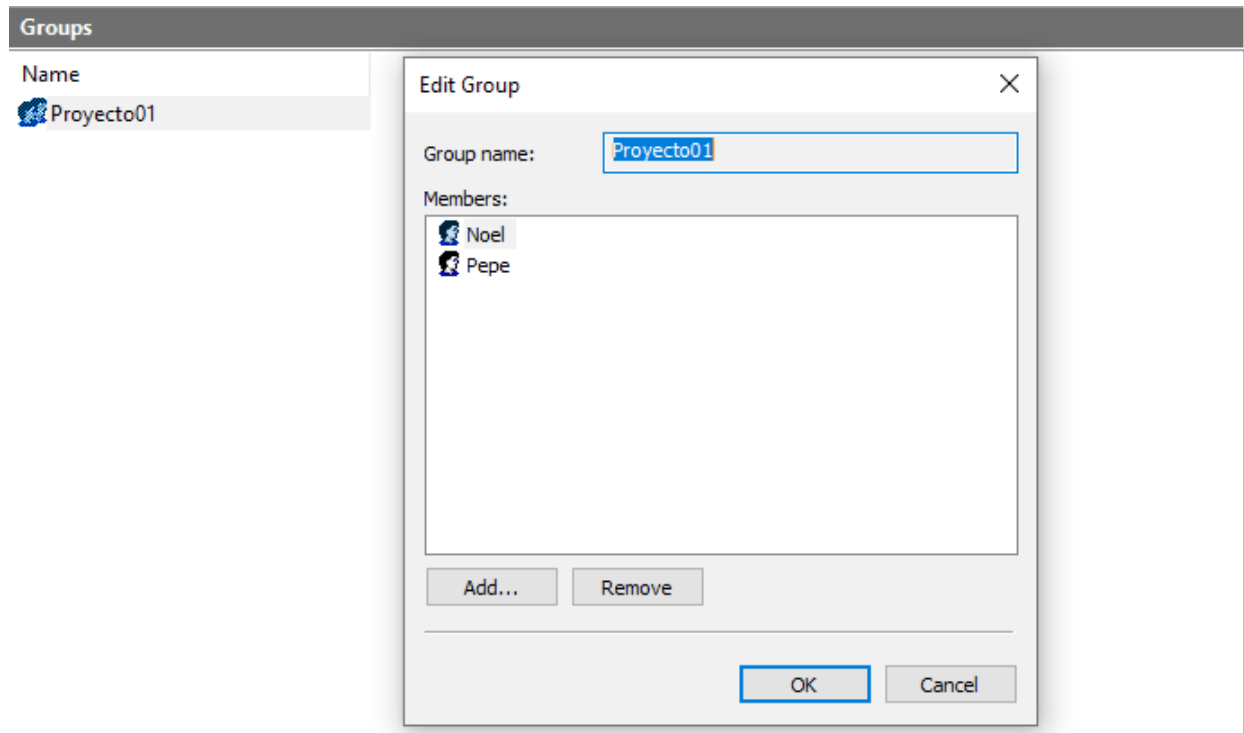 Groups
Name
Proyecto01
Edit Group
Group name: Proyecto01
Members:
Noel
Pepe
Add... Remove
OK Cancel